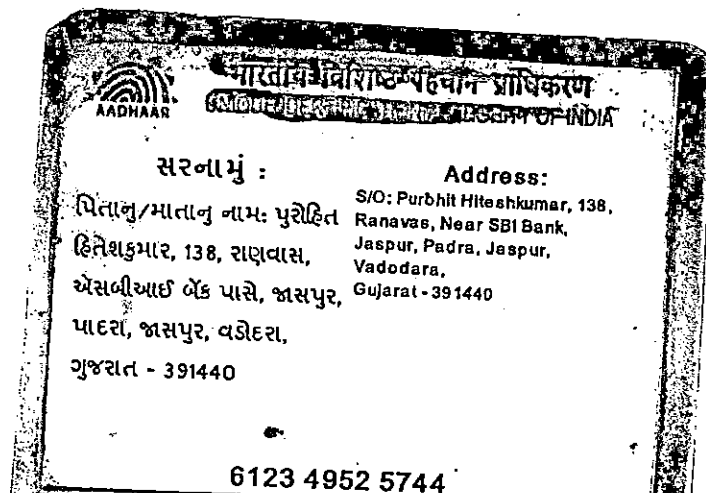 AADHAAR
भारतीय विशिष्ट पहचान प्राधिकरण
OF INDIA
સરનામું :
પિતાનુ/માતાનુ નામ: પુરોહિત
હિતેશકુમાર, 138, રાણવાસ,
એસબીઆઈ બેંક પાસે, જાસપુર,
પાદરા, જાસપુર, વડોદરા,
ગુજરાત - 391440
Address:
S/O: Purohit Hiteshkumar, 138,
Ranavas, Near SBI Bank,
Jaspur, Padra, Jaspur,
Vadodara,
Gujarat - 391440
6123 4952 5744